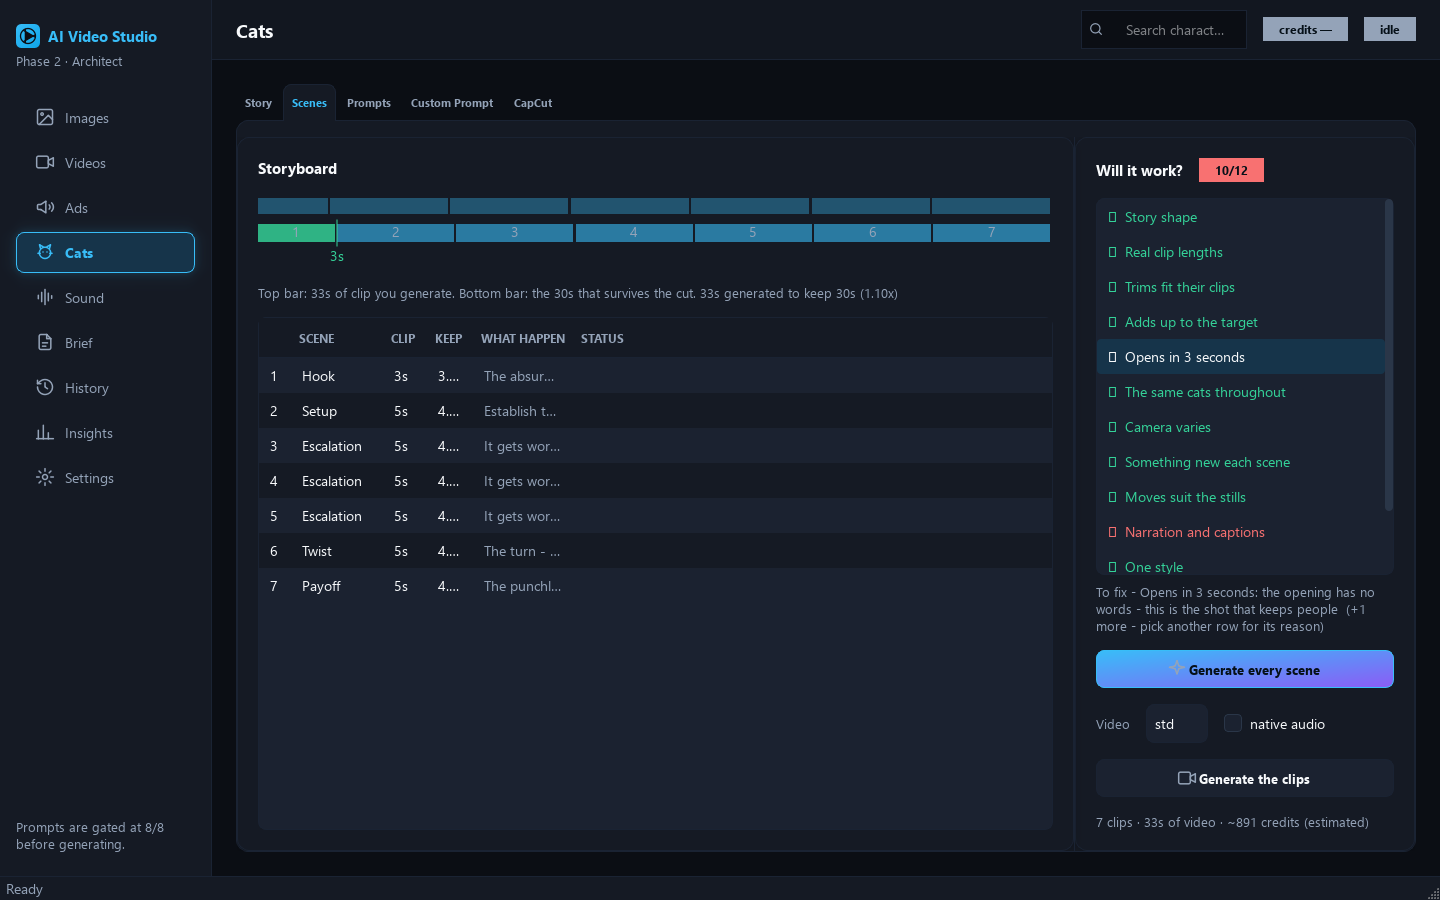 AI Video Studio
Phase 2 · Architect
Images
Videos
Ads
Cats
Sound
Brief
History
Insights
Settings
Prompts are gated at 8/8
before generating.
Ready
Cats
Search charact...
credits —
idle
Story Scenes Prompts Custom Prompt CapCut
Storyboard
1 2 3 4 5 6 7
3s
Top bar: 33s of clip you generate. Bottom bar: the 30s that survives the cut. 33s generated to keep 30s (1.10x)
SCENE CLIP KEEP WHAT HAPPEN STATUS
1 Hook 3s 3.... The absur...
2 Setup 5s 4.... Establish t...
3 Escalation 5s 4.... It gets wor...
4 Escalation 5s 4.... It gets wor...
5 Escalation 5s 4.... It gets wor...
6 Twist 5s 4.... The turn - ...
7 Payoff 5s 4.... The punchl...
Will it work? 10/12
Story shape
Real clip lengths
Trims fit their clips
Adds up to the target
Opens in 3 seconds
The same cats throughout
Camera varies
Something new each scene
Moves suit the stills
Narration and captions
One style
To fix - Opens in 3 seconds: the opening has no
words - this is the shot that keeps people (+1
more - pick another row for its reason)
Generate every scene
Video std native audio
Generate the clips
7 clips · 33s of video · ~891 credits (estimated)